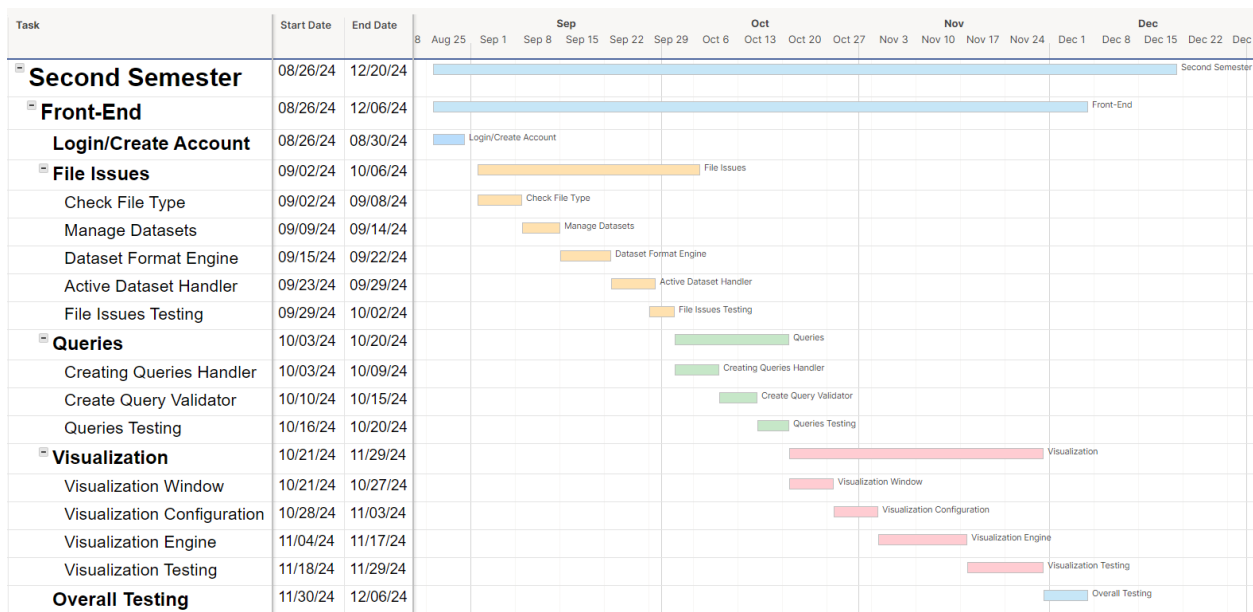 Task Start Date End Date Sep Oct Nov Dec
8 Aug 25 Sep 1 Sep 8 Sep 15 Sep 22 Sep 29 Oct 6 Oct 13 Oct 20 Oct 27 Nov 3 Nov 10 Nov 17 Nov 24 Dec 1 Dec 8 Dec 15 Dec 22 Dec
Second Semester 08/26/24 12/20/24 Second Semester
Front-End 08/26/24 12/06/24 Front-End
Login/Create Account 08/26/24 08/30/24 Login/Create Account
File Issues 09/02/24 10/06/24 File Issues
Check File Type 09/02/24 09/08/24 Check File Type
Manage Datasets 09/09/24 09/14/24 Manage Datasets
Dataset Format Engine 09/15/24 09/22/24 Dataset Format Engine
Active Dataset Handler 09/23/24 09/29/24 Active Dataset Handler
File Issues Testing 09/29/24 10/02/24 File Issues Testing
Queries 10/03/24 10/20/24 Queries
Creating Queries Handler 10/03/24 10/09/24 Creating Queries Handler
Create Query Validator 10/10/24 10/15/24 Create Query Validator
Queries Testing 10/16/24 10/20/24 Queries Testing
Visualization 10/21/24 11/29/24 Visualization
Visualization Window 10/21/24 10/27/24 Visualization Window
Visualization Configuration 10/28/24 11/03/24 Visualization Configuration
Visualization Engine 11/04/24 11/17/24 Visualization Engine
Visualization Testing 11/18/24 11/29/24 Visualization Testing
Overall Testing 11/30/24 12/06/24 Overall Testing